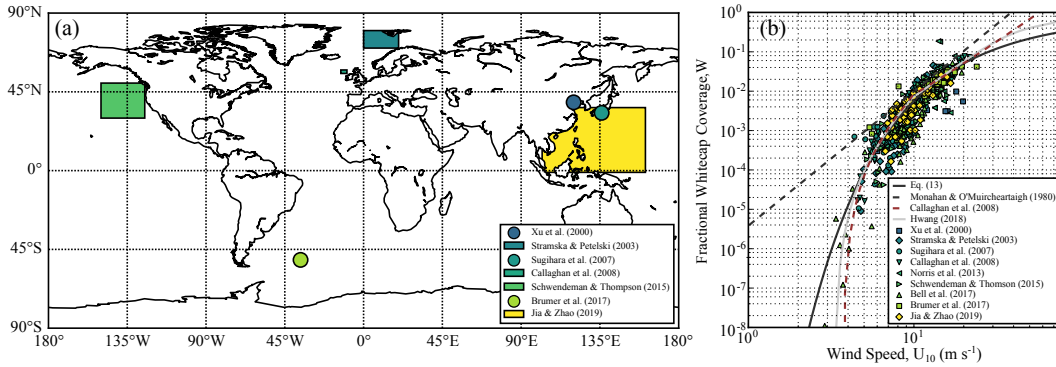 (a)
90°N
45°N
0°
45°S
90°S
180°
135°W
90°W
45°W
0°
45°E
90°E
135°E
180°
Xu et al. (2000)
Stramska & Petelski (2003)
Sugihara et al. (2007)
Callaghan et al. (2008)
Schwendeman & Thompson (2015)
Brumer et al. (2017)
Jia & Zhao (2019)
(b)
Fractional Whitecap Coverage, W
10^0
10^-1
10^-2
10^-3
10^-4
10^-5
10^-6
10^-7
10^-8
10^0
10^1
Wind Speed, U_10 (m s^-1)
Eq. (13)
Monahan & O'Muircheartaigh (1980)
Callaghan et al. 2008)
Hwang (2018)
Xu et al. (2000)
Stramska & Petelski (2003)
Sugihara et al. (2007)
Callaghan et al. (2008)
Norris et al. (2013)
Schwendeman & Thomson (2015)
Bell et al. (2017)
Brumer et al. (2017)
Jia & Zhao (2019)